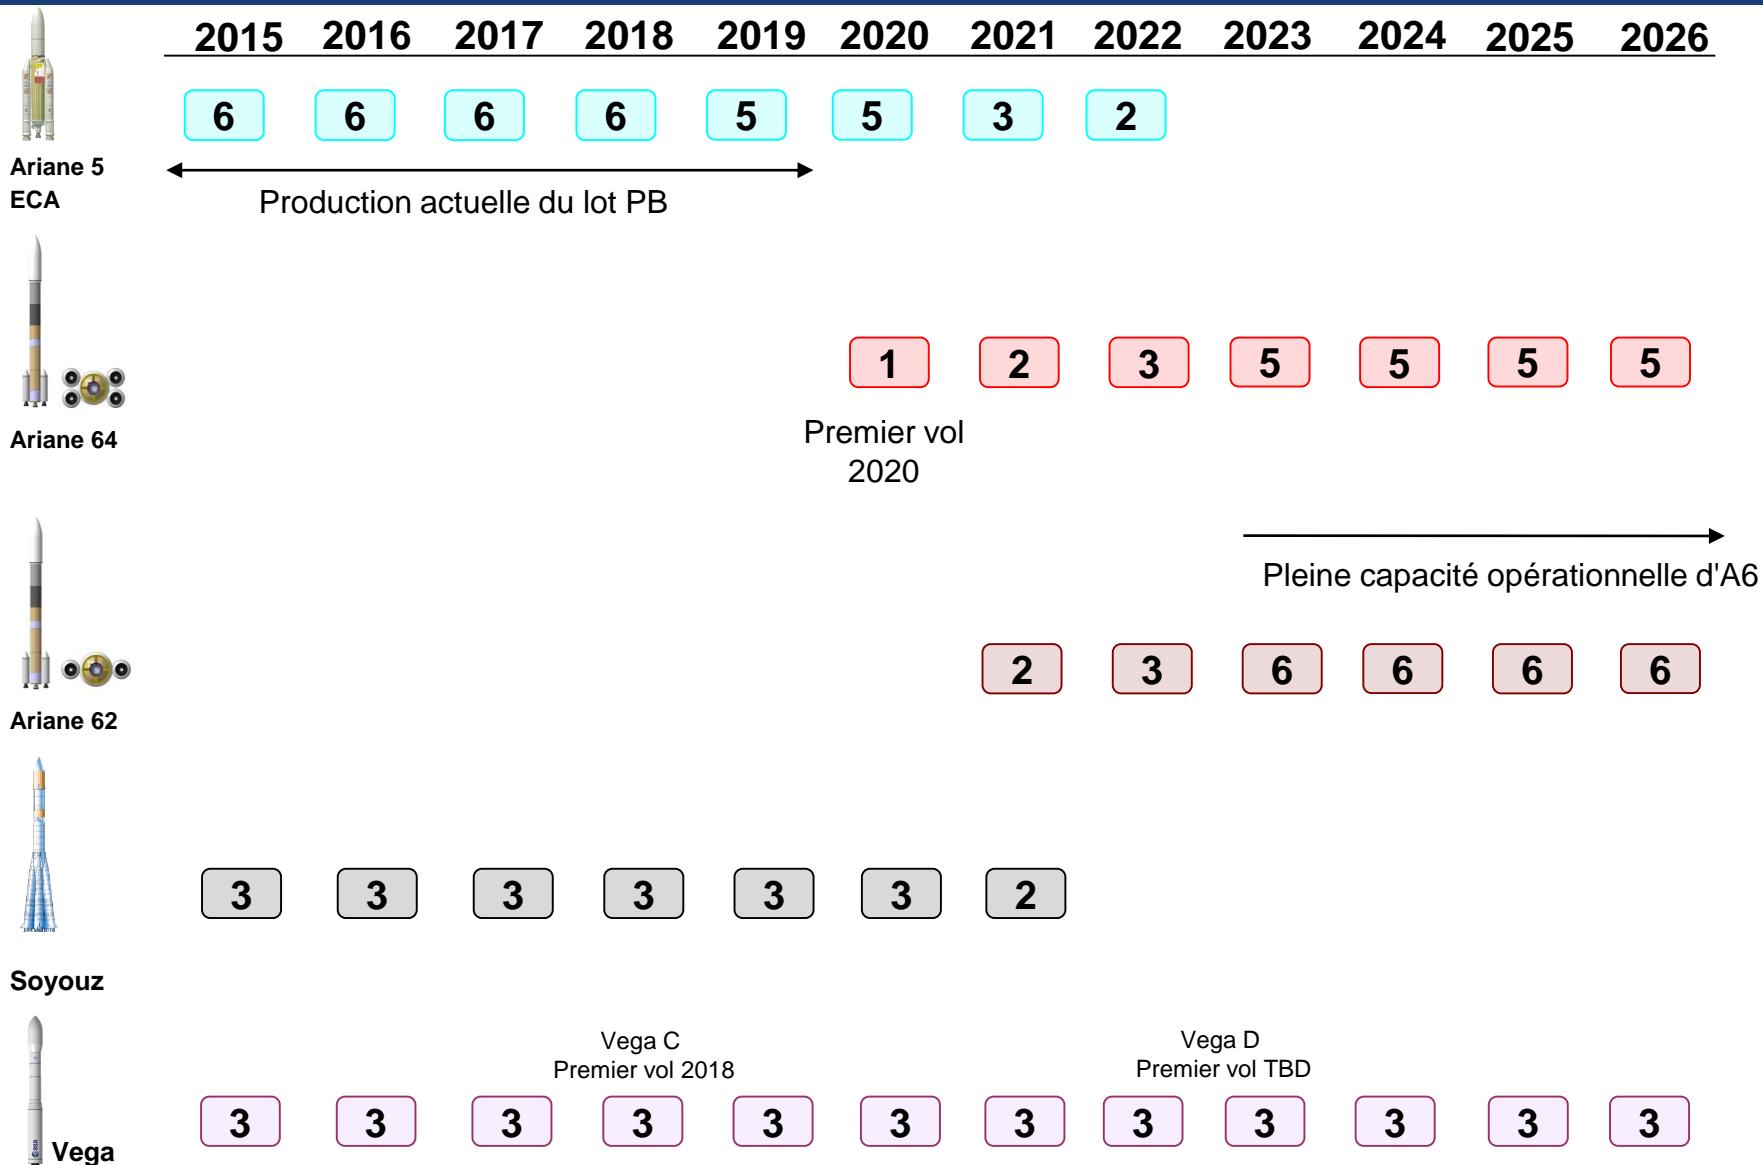 2015 2016 2017 2018 2019 2020 2021 2022 2023 2024 2025 2026
6 6 6 6 5 5 3 2
Ariane 5
ECA
Production actuelle du lot PB
1 2 3 5 5 5 5
Ariane 64
Premier vol
2020
Pleine capacité opérationnelle d'A6
2 3 6 6 6 6
Ariane 62
3 3 3 3 3 3 2
Soyouz
Vega C
Premier vol 2018
Vega D
Premier vol TBD
3 3 3 3 3 3 3 3 3 3 3 3
esa
Vega